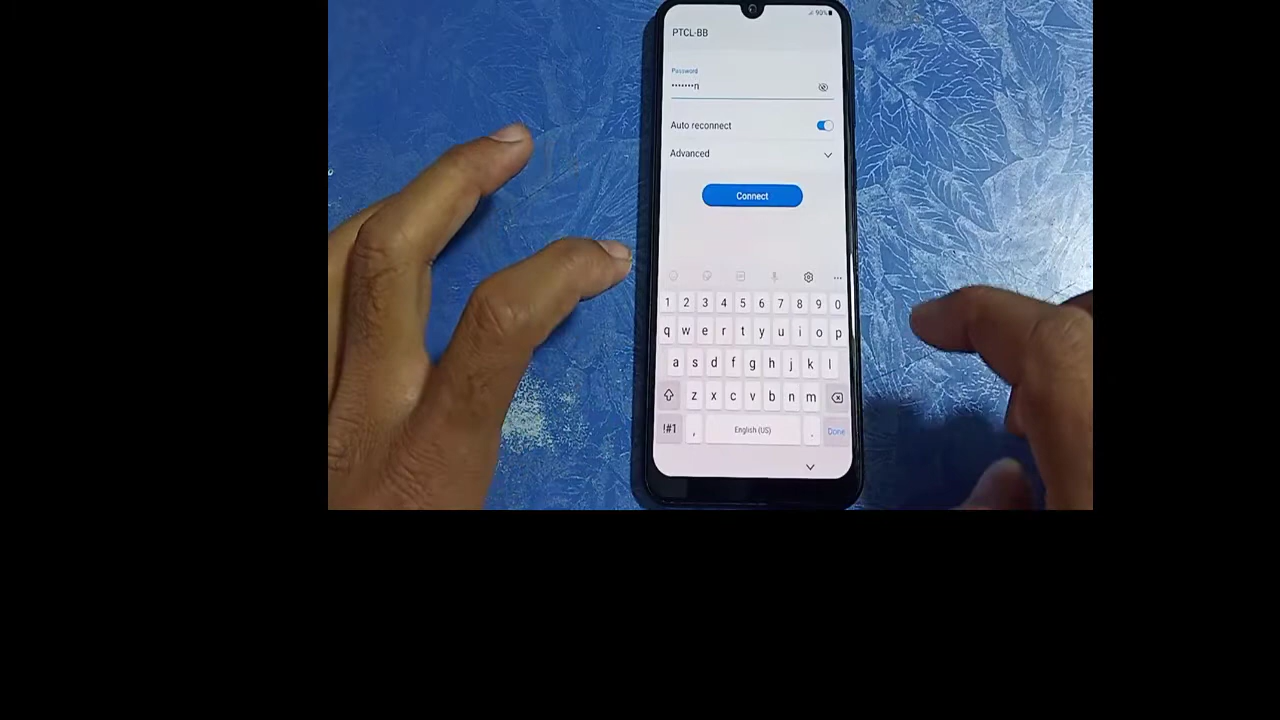 90%
PTCL-BB
Password
•••••••n
Auto reconnect
Advanced
Connect
1 2 3 4 5 6 7 8 9 0
q w e r t y u i o p
a s d f g h j k l
z x c v b n m
!#1 , English (US) . Done